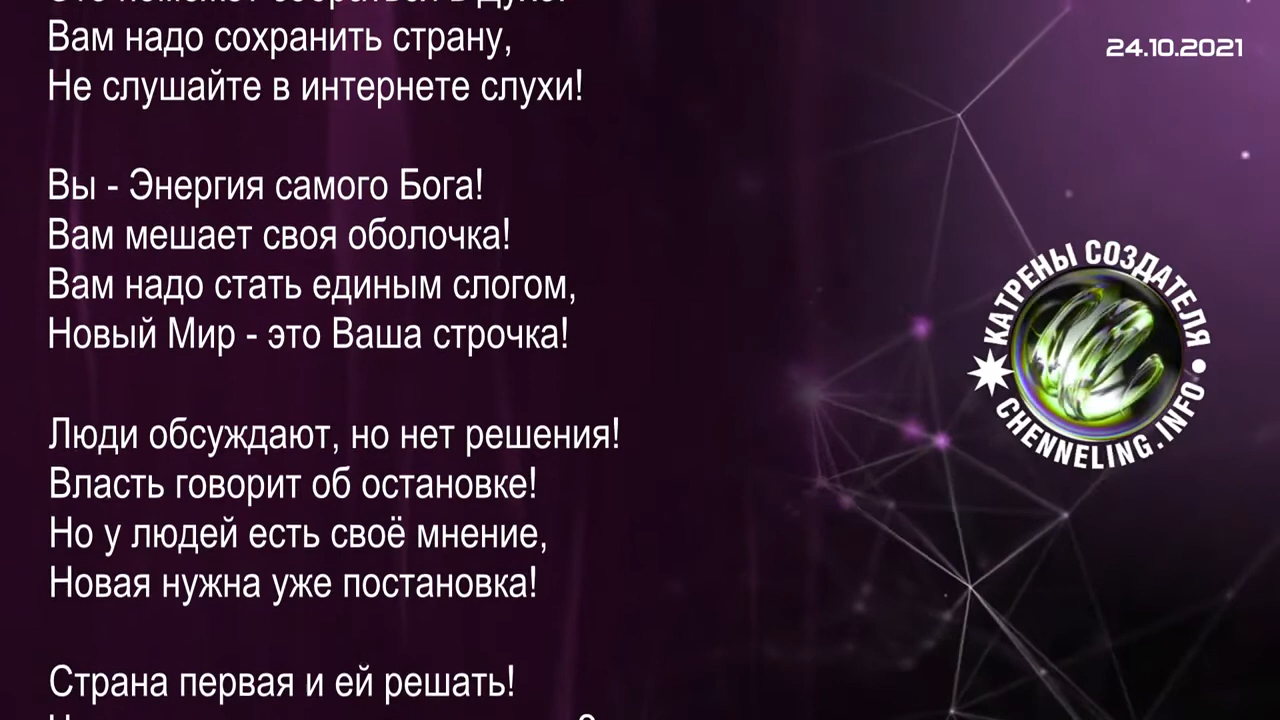 Вам надо сохранить страну,
Не слушайте в интернете слухи!
Вы - Энергия самого Бога!
Вам мешает своя оболочка!
Вам надо стать единым слогом,
Новый Мир - это Ваша строчка!
Люди обсуждают, но нет решения!
Власть говорит об остановке!
Но у людей есть своё мнение,
Новая нужна уже постановка!
Страна первая и ей решать!
24.10.2021
КАТРЕНЫ СОЗДАТЕЛЯ
CHENNELING.INFO